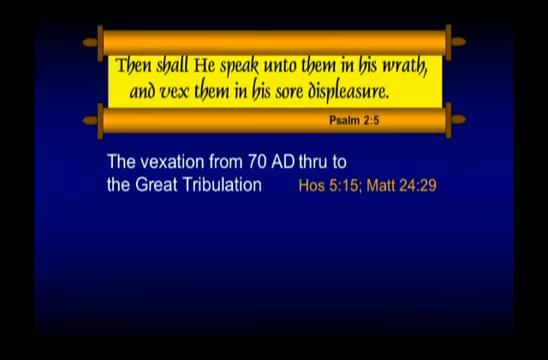 Then shall He speak unto them in his wrath,
and vex them in his sore displeasure.
Psalm 2:5
The vexation from 70 AD thru to
the Great Tribulation Hos 5:15; Matt 24:29